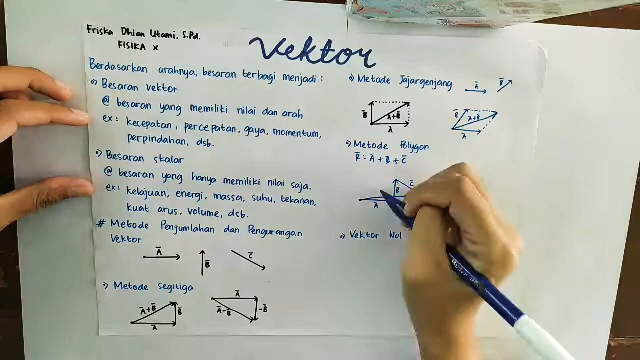 Friska Dhian Utami, S.Pd.
FISIKA X
Vektor
Berdasarkan arahnya, besaran terbagi menjadi :
Besaran vektor
@ besaran yang memiliki nilai dan arah
ex : kecepatan, percepatan, gaya, momentum,
perpindahan, dsb.
Besaran skalar
@ besaran yang hanya memiliki nilai saja.
ex : kelajuan, energi, massa, suhu, tekanan,
kuat arus, volume, dsb.
# Metode Penjumlahan dan Pengurangan
Vektor
A̅ B̅ C̅
Metode segitiga
A̅+B̅ B̅ A̅
A̅ A̅-B̅ -B̅
Metode Jajargenjang A̅ B̅
B̅ A̅+B̅ A̅
B̅ A̅+B̅ A̅
Metode Polygon
R̅ = A̅ + B̅ + C̅
A̅ B̅ C̅
Vektor Nol